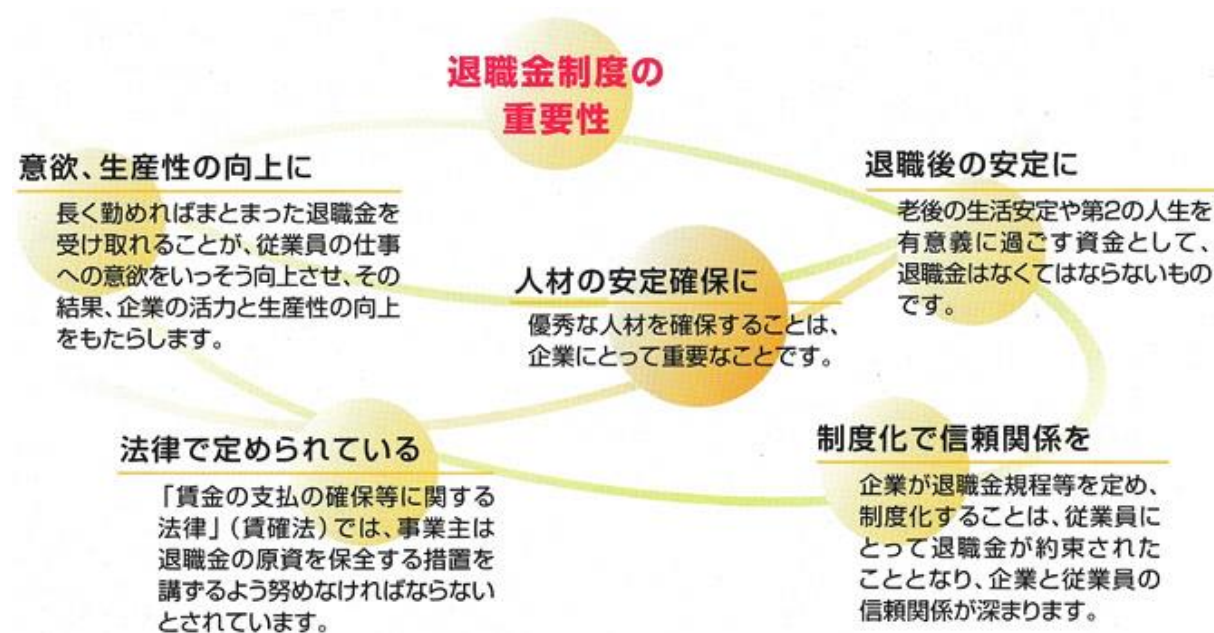 退職金制度の
重要性
意欲、生産性の向上に
長く勤めればまとまった退職金を
受け取れることが、従業員の仕事
への意欲をいっそう向上させ、その
結果、企業の活力と生産性の向上
をもたらします。
退職後の安定に
老後の生活安定や第2の人生を
有意義に過ごす資金として、
退職金はなくてはならないもの
です。
人材の安定確保に
優秀な人材を確保することは、
企業にとって重要なことです。
法律で定められている
「賃金の支払の確保等に関する
法律」（賃確法）では、事業主は
退職金の原資を保全する措置を
講ずるよう努めなければならない
とされています。
制度化で信頼関係を
企業が退職金規程等を定め、
制度化することは、従業員に
とって退職金が約束された
こととなり、企業と従業員の
信頼関係が深まります。